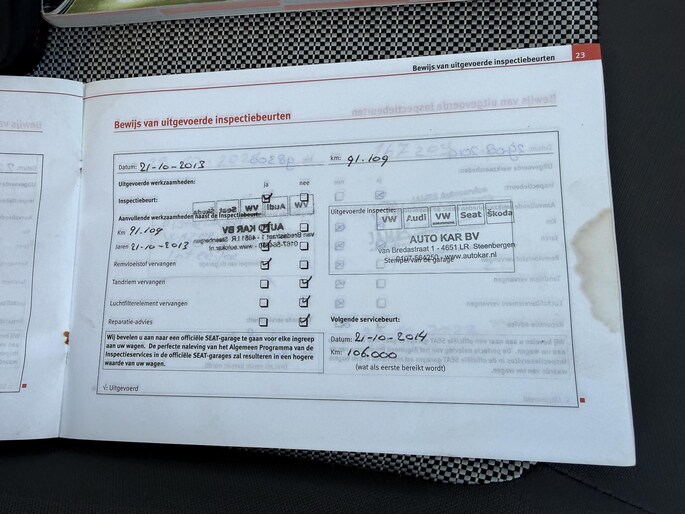 Bewijs van uitgevoerde inspectiebeurten 23
Bewijs van uitgevoerde inspectiebeurten
Datum: 21-10-2013 km: 91.109
Uitgevoerde werkzaamheden: ja neen
Inspectiebeurt:
Aanvullende werkzaamheden naast de inspectiebeurt
Km 91.109
Jaren 21-10-2013
Remvloeistof vervangen
Tandriem vervangen
Luchtfilterelement vervangen
Reparatie-advies
Wij bevelen u aan naar een officiële SEAT-garage te gaan voor elke ingreep
aan uw wagen. De perfecte naleving van het Algemeen Programma van de
Inspectieservices in de officiële SEAT-garages zal resulteren in een hogere
waarde van uw wagen.
√: Uitgevoerd
Uitgevoerde inspectie:
VW Audi VW Seat Škoda
AUTO KAR BV
van Bredastraat 1 - 4651 LR Steenbergen
0167-564250 - www.autokar.nl
Stempel van de garage
Volgende servicebeurt:
Datum: 21-10-2014
Km: 106.000
(wat als eerste bereikt wordt)